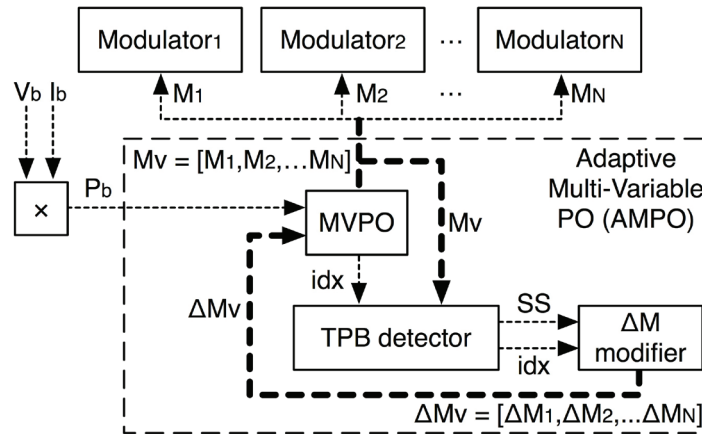 Modulator1 Modulator2 ... ModulatorN
Vb Ib
M1 M2 ... MN
Mv = [M1,M2,...MN]
Adaptive
Multi-Variable
PO (AMPO)
×
Pb
MVPO
Mv
idx
ΔMv
TPB detector
SS
idx
ΔM
modifier
ΔMv = [ΔM1,ΔM2,...ΔMN]